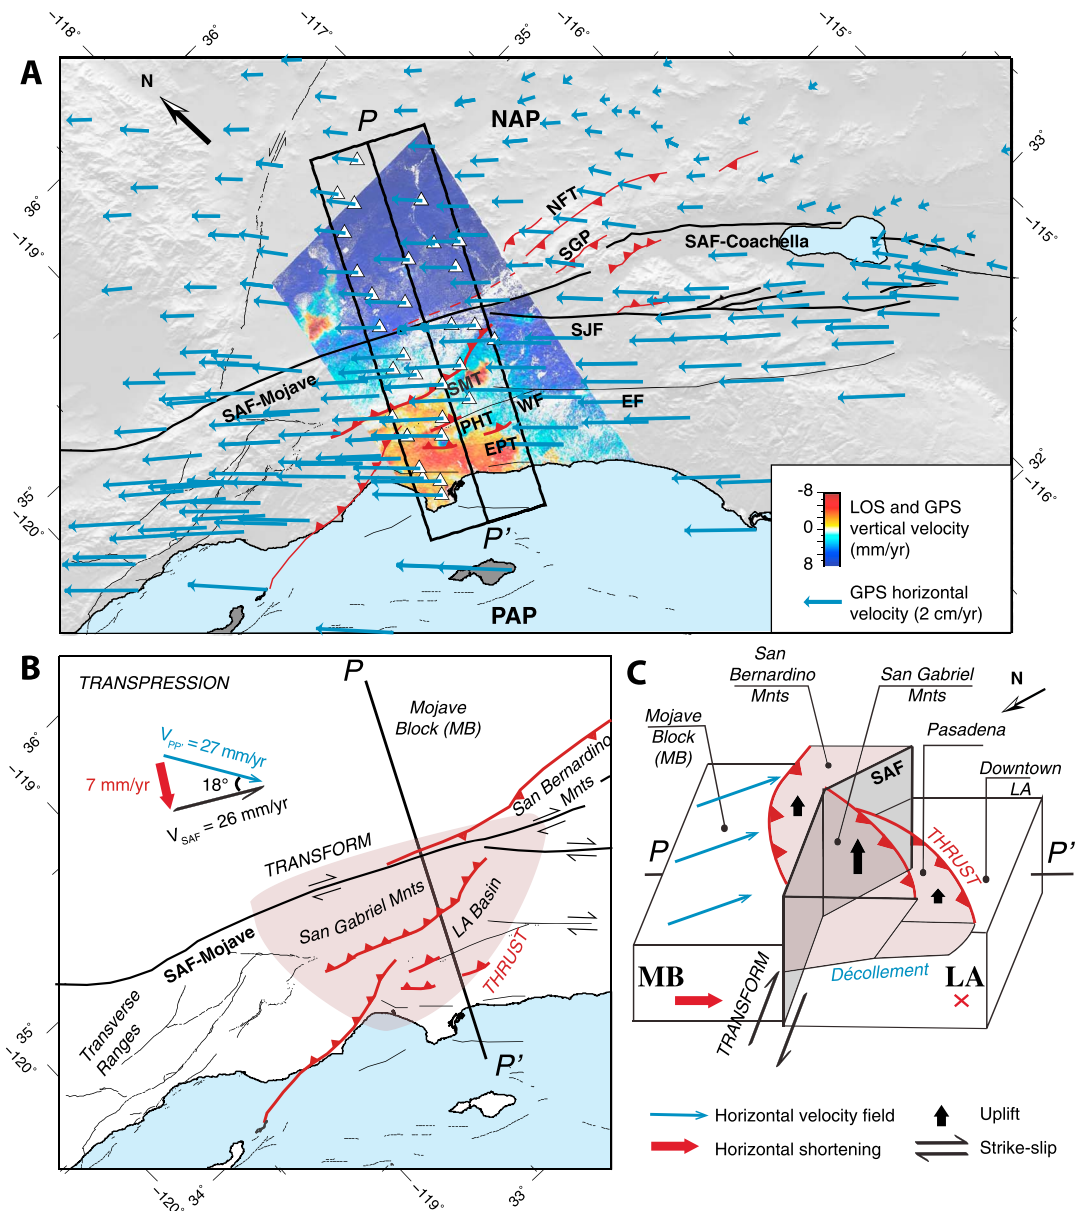 -118°
36°
-117°
35°
-116°
-115°
A
N
P
NAP
33°
36°
-119°
NFT
SGP
SAF-Coachella
-115°
SJF
SAF-Mojave
SMT
WF
EF
PHT
EPT
32°
-116°
35°
-120°
P'
PAP
-8
0
8
LOS and GPS
vertical velocity
(mm/yr)
GPS horizontal
velocity (2 cm/yr)
B
TRANSPRESSION
P
Mojave
Block (MB)
V PP' = 27 mm/yr
7 mm/yr
18°
V SAF = 26 mm/yr
36°
-119°
San Bernardino
Mnts
TRANSFORM
San Gabriel Mnts
LA Basin
SAF-Mojave
THRUST
Transverse
Ranges
35°
-120°
P'
-120°
34°
-119°
33°
C
San
Bernardino
Mnts
San Gabriel
Mnts
N
Mojave
Block
(MB)
Pasadena
Downtown
LA
SAF
P
THRUST
P'
MB
Décollement
LA
TRANSFORM
Horizontal velocity field
Uplift
Horizontal shortening
Strike-slip